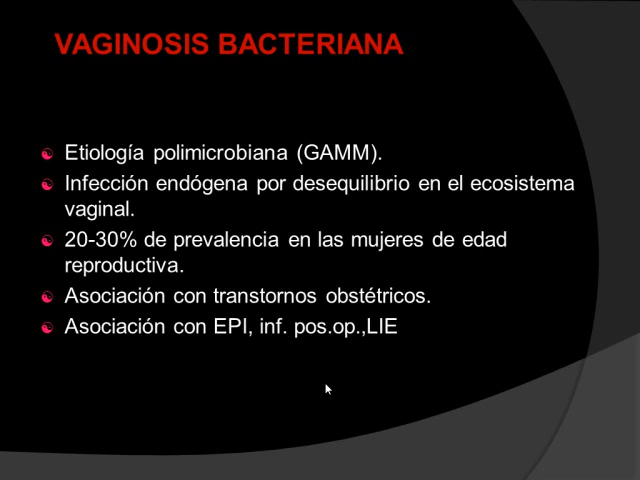 VAGINOSIS BACTERIANA
Etiología polimicrobiana (GAMM).
Infección endógena por desequilibrio en el ecosistema
vaginal.
20-30% de prevalencia en las mujeres de edad
reproductiva.
Asociación con transtornos obstétricos.
Asociación con EPI, inf. pos.op.,LIE